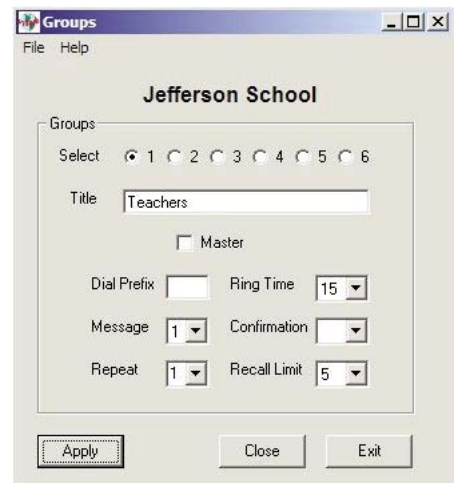 Groups
File Help
Jefferson School
Groups
Select 1 2 3 4 5 6
Title Teachers
Master
Dial Prefix Ring Time 15
Message 1 Confirmation
Repeat 1 Recall Limit 5
Apply Close Exit